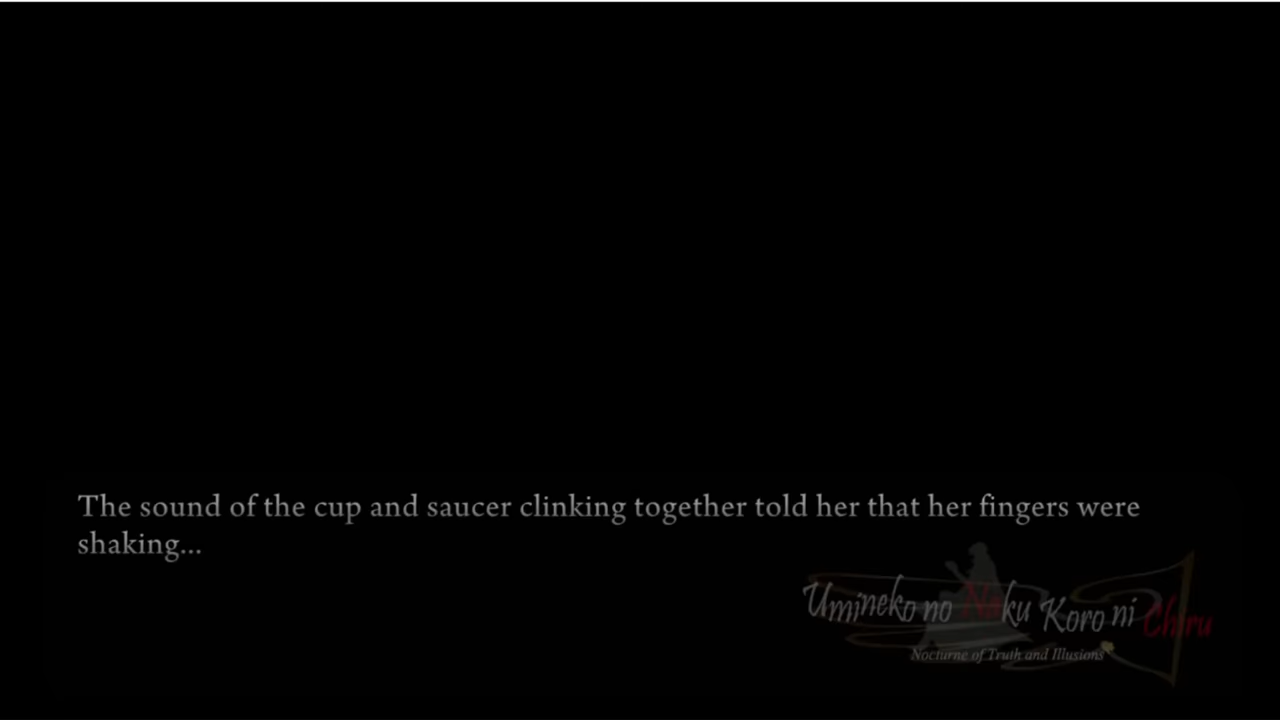 The sound of the cup and saucer clinking together told her that her fingers were
shaking...
Umineko no Naku Koro ni Chiru
Nocturne of Truth and Illusions